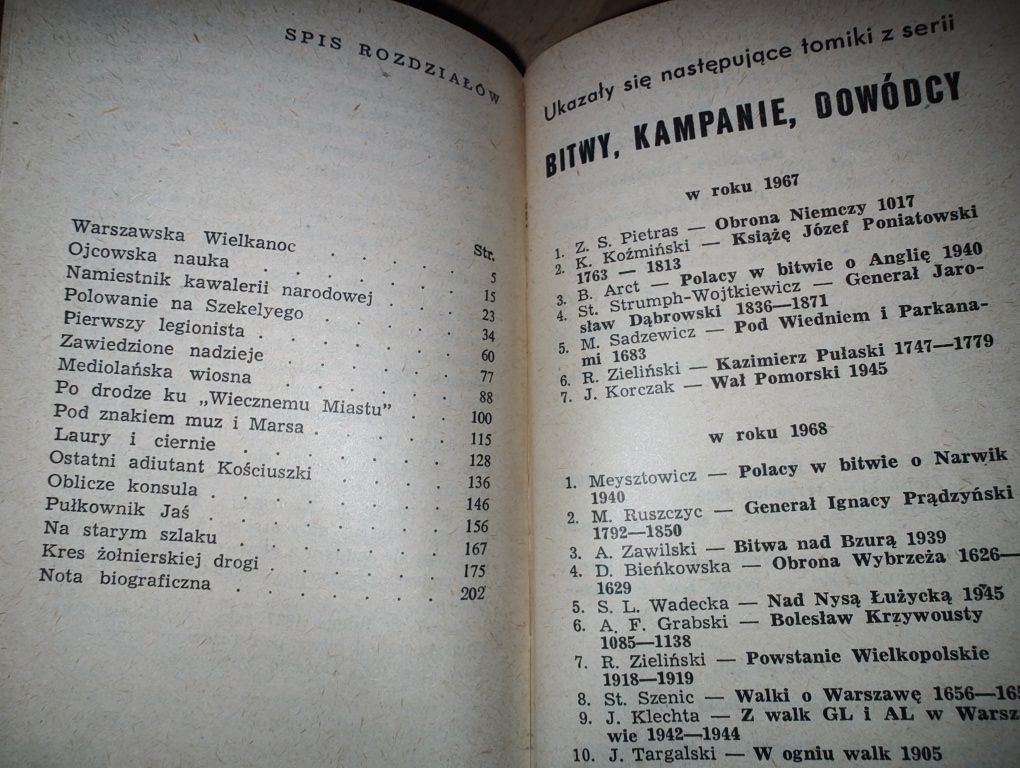 SPIS ROZDZIAŁÓW
Str.
Warszawska Wielkanoc . . . . . 5
Ojcowska nauka . . . . . . . 15
Namiestnik kawalerii narodowej . . . 23
Polowanie na Szekelyego . . . . . 34
Pierwszy legionista . . . . . . 60
Zawiedzione nadzieje . . . . . . 77
Mediolańska wiosna . . . . . . 88
Po drodze ku „Wiecznemu Miastu” . . 100
Pod znakiem muz i Marsa . . . . . 115
Laury i ciernie . . . . . . . 128
Ostatni adiutant Kościuszki . . . . 136
Oblicze konsula . . . . . . . 146
Pułkownik Jaś . . . . . . . 156
Na starym szlaku . . . . . . 167
Kres żołnierskiej drogi . . . . . 175
Nota biograficzna . . . . . . 202
Ukazały się następujące tomiki z serii
BITWY, KAMPANIE, DOWÓDCY
w roku 1967
1. Z. S. Pietras — Obrona Niemczy 1017
2. K. Koźmiński — Książę Józef Poniatowski
1763 — 1813
3. B. Arct — Polacy w bitwie o Anglię 1940
4. St. Strumph-Wojtkiewicz — Generał Jaro-
sław Dąbrowski 1836—1871
5. M. Sadzewicz — Pod Wiedniem i Parkana-
mi 1683
6. R. Zieliński — Kazimierz Pułaski 1747—1779
7. J. Korczak — Wał Pomorski 1945
w roku 1968
1. Meysztowicz — Polacy w bitwie o Narwik
1940
2. M. Ruszczyc — Generał Ignacy Prądzyński
1792—1850
3. A. Zawilski — Bitwa nad Bzurą 1939
4. D. Bieńkowska — Obrona Wybrzeża 1626—
1629
5. S. L. Wadecka — Nad Nysą Łużycką 1945
6. A. F. Grabski — Bolesław Krzywousty
1085—1138
7. R. Zieliński — Powstanie Wielkopolskie
1918—1919
8. St. Szenic — Walki o Warszawę 1656—165
9. J. Klechta — Z walk GL i AL w Warsz
wie 1942—1944
10. J. Targalski — W ogniu walk 1905